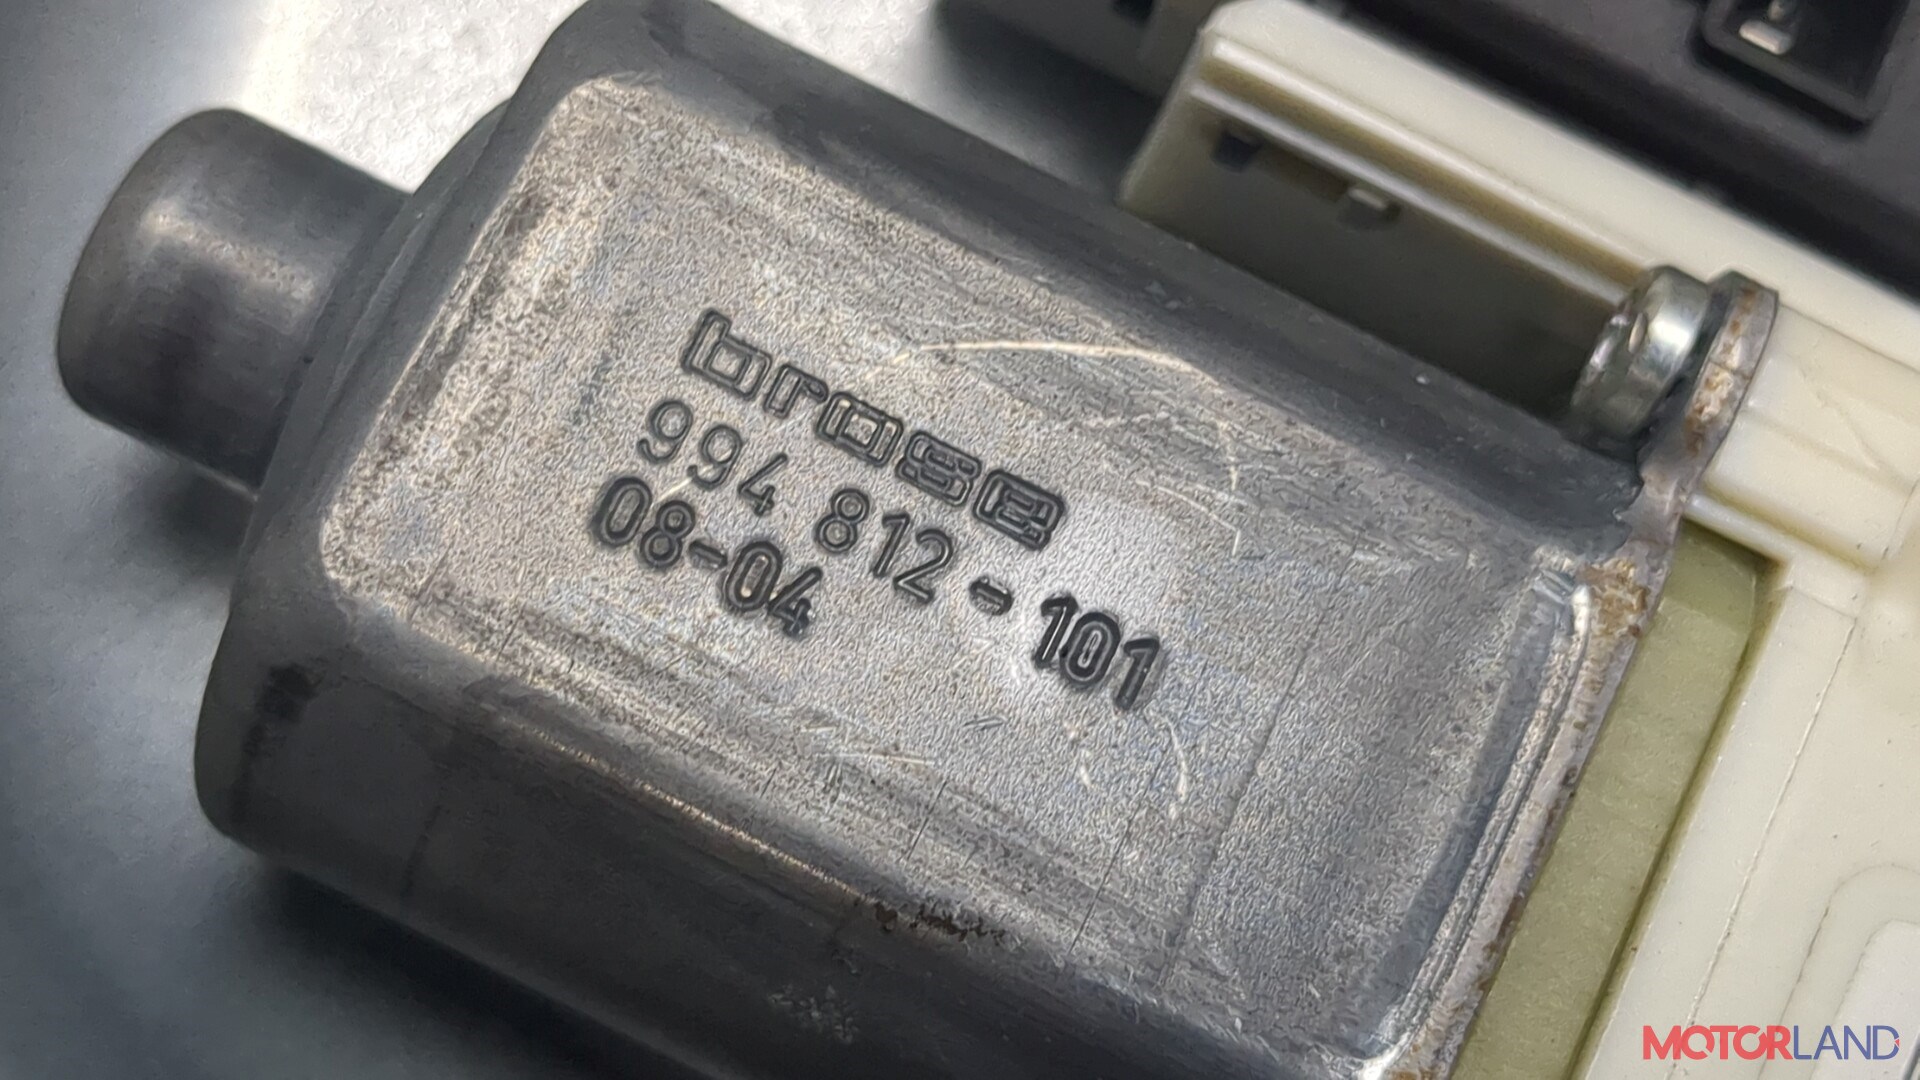 brose
994 812 - 101
08-04
MOTORLAND